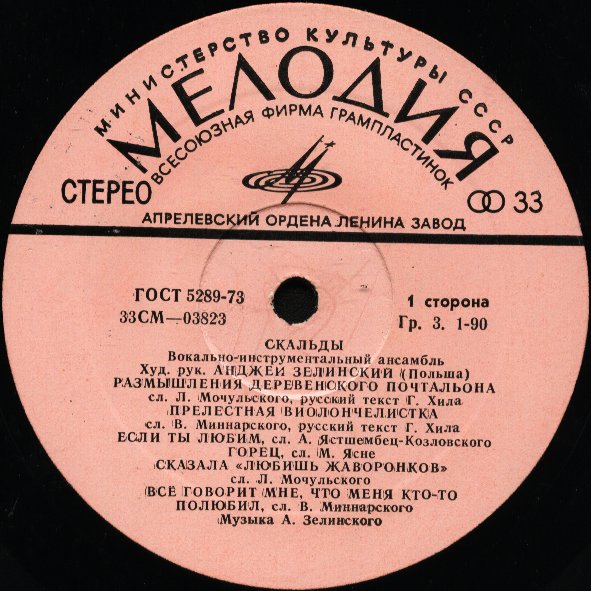 МИНИСТЕРСТВО КУЛЬТУРЫ СССР
МЕЛОДИЯ
ВСЕСОЮЗНАЯ ФИРМА ГРАМПЛАСТИНОК
СТЕРЕО
33
АПРЕЛЕВСКИЙ ОРДЕНА ЛЕНИНА ЗАВОД
ГОСТ 5289-73
1 сторона
33СМ—03823
Гр. 3. 1-90
СКАЛЬДЫ
Вокально-инструментальный ансамбль
Худ. рук. АНДЖЕЙ ЗЕЛИНСКИЙ (Польша)
РАЗМЫШЛЕНИЯ ДЕРЕВЕНСКОГО ПОЧТАЛЬОНА
сл. Л. Мочульского, русский текст Г. Хила
ПРЕЛЕСТНАЯ ВИОЛОНЧЕЛИСТКА
сл. В. Миннарского, русский текст Г. Хила
ЕСЛИ ТЫ ЛЮБИМ, сл. А. Ястшембец-Козловского
ГОРЕЦ, сл. М. Ясне
СКАЗАЛА «ЛЮБИШЬ ЖАВОРОНКОВ»
сл. Л. Мочульского
ВСЁ ГОВОРИТ МНЕ, ЧТО МЕНЯ КТО-ТО
ПОЛЮБИЛ, сл. В. Миннарского
Музыка А. Зелинского